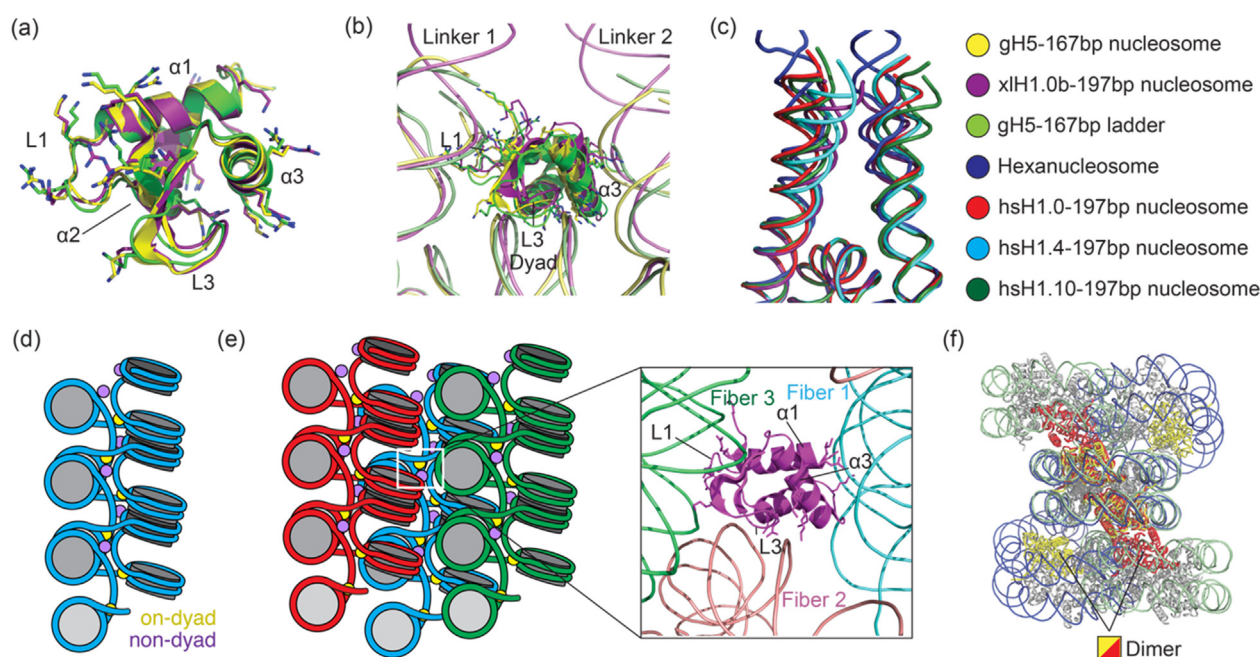 (a)
α1
L1
α3
α2
L3
(b)
Linker 1
Linker 2
L1
α3
L3
Dyad
(c)
gH5-167bp nucleosome
xlH1.0b-197bp nucleosome
gH5-167bp ladder
Hexanucleosome
hsH1.0-197bp nucleosome
hsH1.4-197bp nucleosome
hsH1.10-197bp nucleosome
(d)
on-dyad
non-dyad
(e)
Fiber 3
Fiber 1
α1
L1
α3
L3
Fiber 2
(f)
Dimer